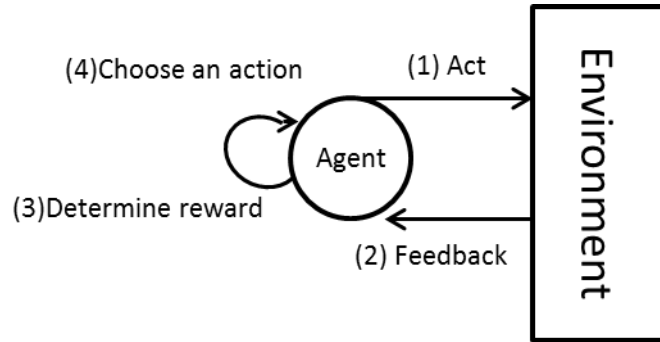 (4)Choose an action
(1) Act
Agent
(3)Determine reward
(2) Feedback
Environment